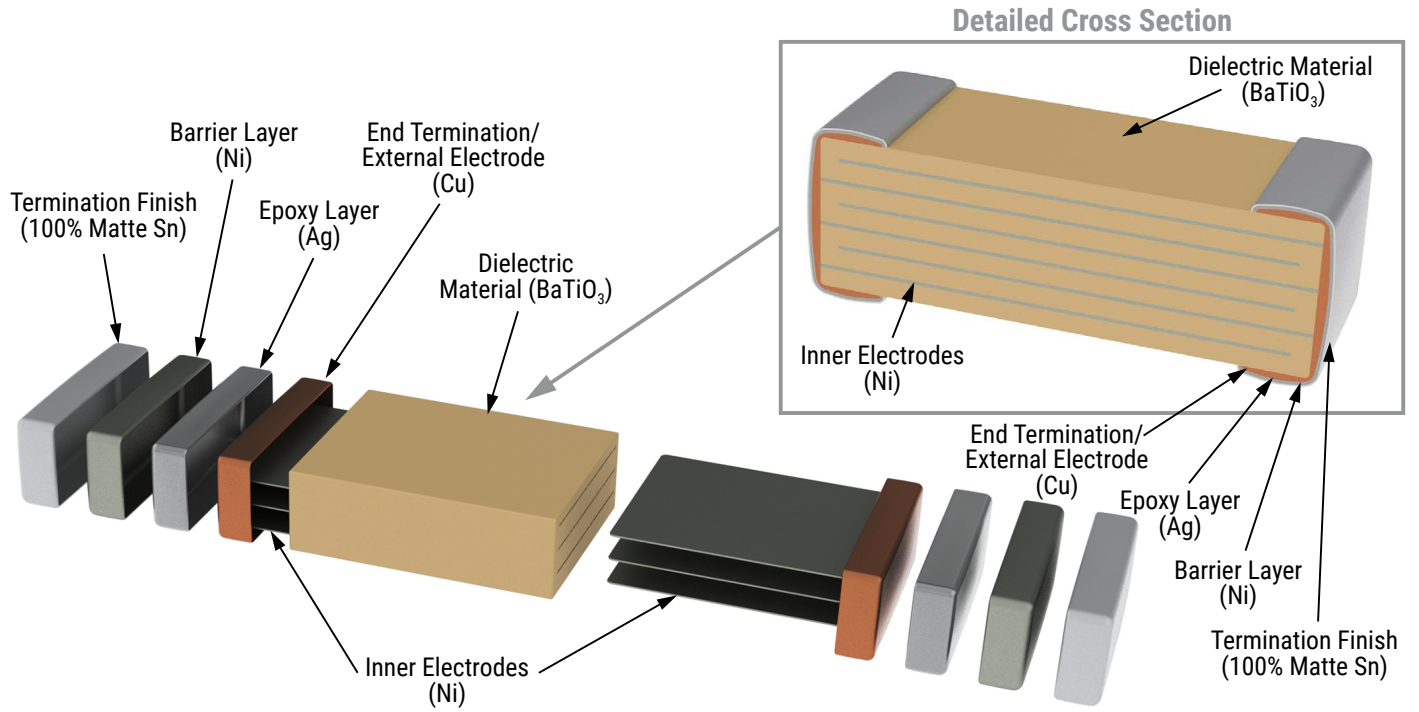 Detailed Cross Section
Dielectric Material
(BaTiO₃)
Barrier Layer
(Ni)
End Termination/
External Electrode
(Cu)
Termination Finish
(100% Matte Sn)
Epoxy Layer
(Ag)
Dielectric
Material (BaTiO₃)
Inner Electrodes
(Ni)
End Termination/
External Electrode
(Cu)
Epoxy Layer
(Ag)
Barrier Layer
(Ni)
Termination Finish
(100% Matte Sn)
Inner Electrodes
(Ni)